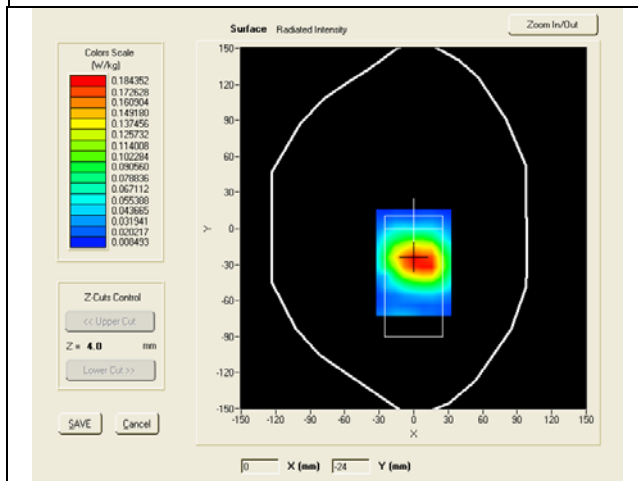 Surface Radiated Intensity
Zoom In/Out
Colors Scale
(W/kg)
0.184352
0.172628
0.160904
0.149180
0.137456
0.125732
0.114008
0.102284
0.090560
0.078836
0.067112
0.055388
0.043665
0.031941
0.020217
0.008493
Z-Cuts Control
<< Upper Cut
Z = 4.0 mm
Lower Cut >>
SAVE Cancel
150
120
90
60
30
0
-30
-60
-90
-120
-150
Y
-150 -120 -90 -60 -30 0 30 60 90 120 150
X
0 X (mm) -24 Y (mm)